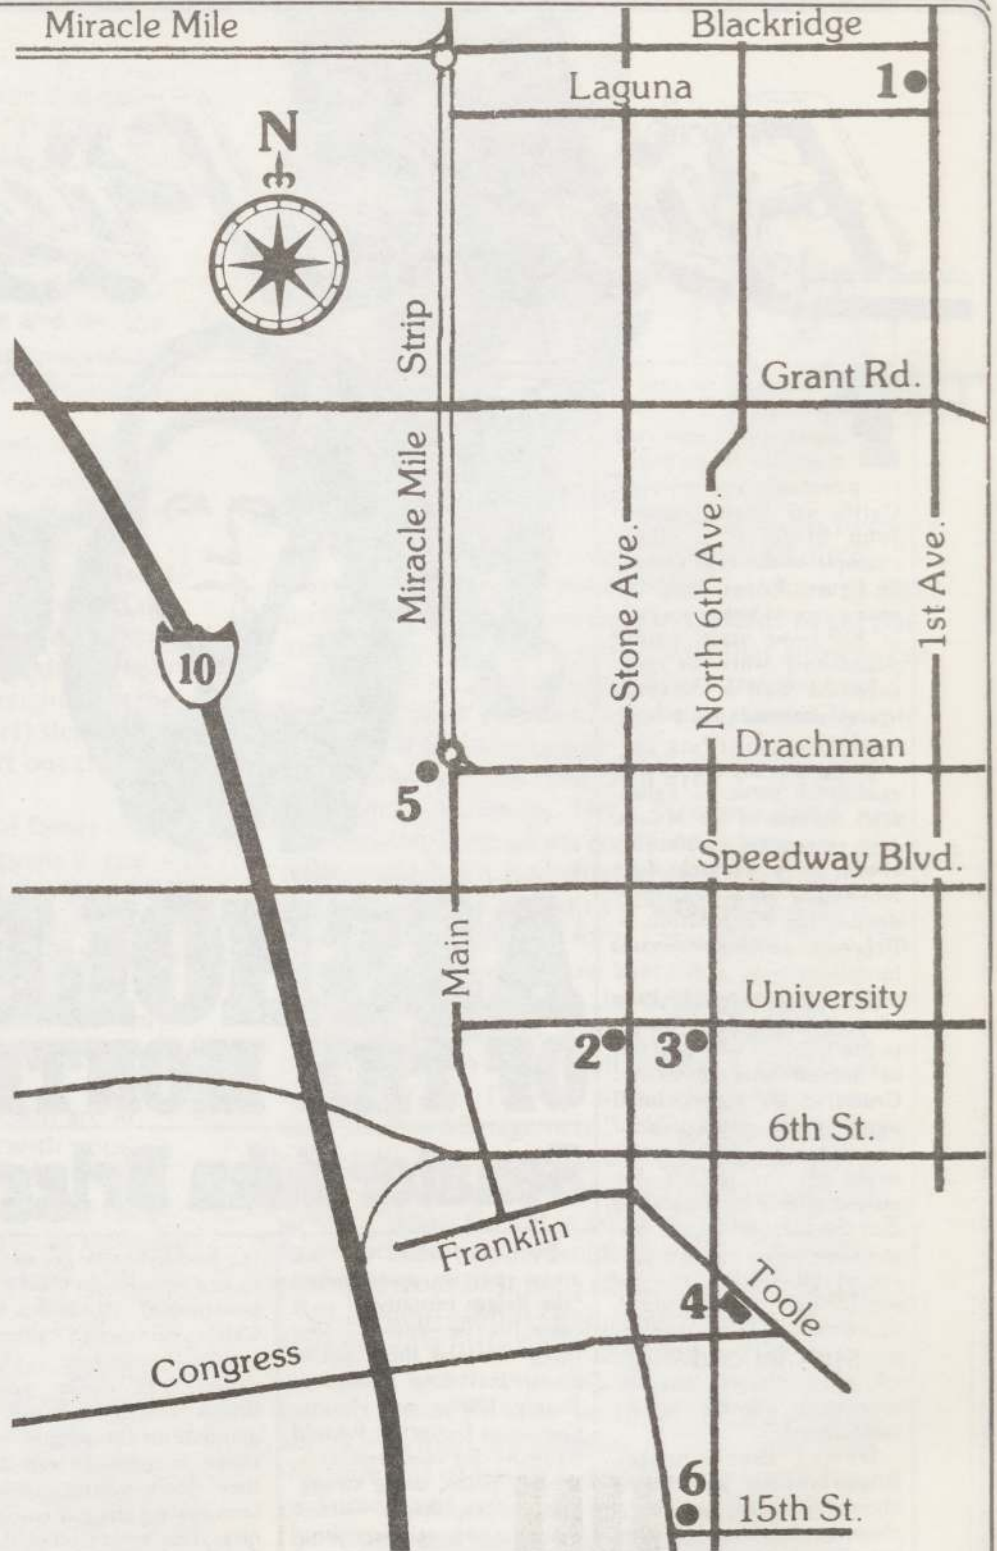 Miracle Mile
Blackridge
Laguna
1
N
Strip
Grant Rd.
Miracle Mile
Stone Ave.
North 6th Ave.
1st Ave.
10
Drachman
5
Speedway Blvd.
Main
University
2
3
6th St.
Franklin
Toole
4
Congress
6
15th St.